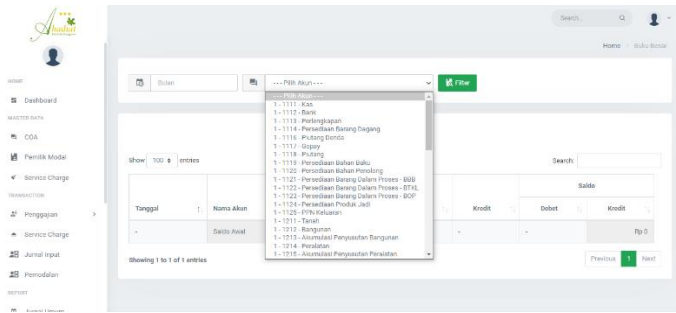 Abadiat
Search...
Home
Buku Besar
HOME
Dashboard
MASTER DATA
COA
Pemilik Modal
Service Charge
TRANSACTION
Penggajian
Service Charge
Jurnal Input
Pemodalan
REPORT
Jurnal Umum
Bulan
--- Pilih Akun ---
Filter
--- Pilih Akun ---
1 - 1111 - Kas
1 - 1112 - Bank
1 - 1113 - Perlengkapan
1 - 1114 - Persediaan Barang Dagang
1 - 1116 - Piutang Denda
1 - 1117 - Gopay
1 - 1118 - Piutang
1 - 1119 - Persediaan Bahan Baku
1 - 1120 - Persediaan Bahan Penolong
1 - 1121 - Persediaan Barang Dalam Proses - BBB
1 - 1122 - Persediaan Barang Dalam Proses - BTKL
1 - 1123 - Persediaan Barang Dalam Proses - BOP
1 - 1124 - Persediaan Produk Jadi
1 - 1125 - PPN Keluaran
1 - 1211 - Tanah
1 - 1212 - Bangunan
1 - 1213 - Akumulasi Penyusutan Bangunan
1 - 1214 - Peralatan
1 - 1215 - Akumulasi Penyusutan Peralatan
Show 100 entries
Search:
Saldo
Tanggal Nama Akun Kredit Debet Kredit
- Saldo Awal - - Rp 0
Showing 1 to 1 of 1 entries
Previous 1 Next